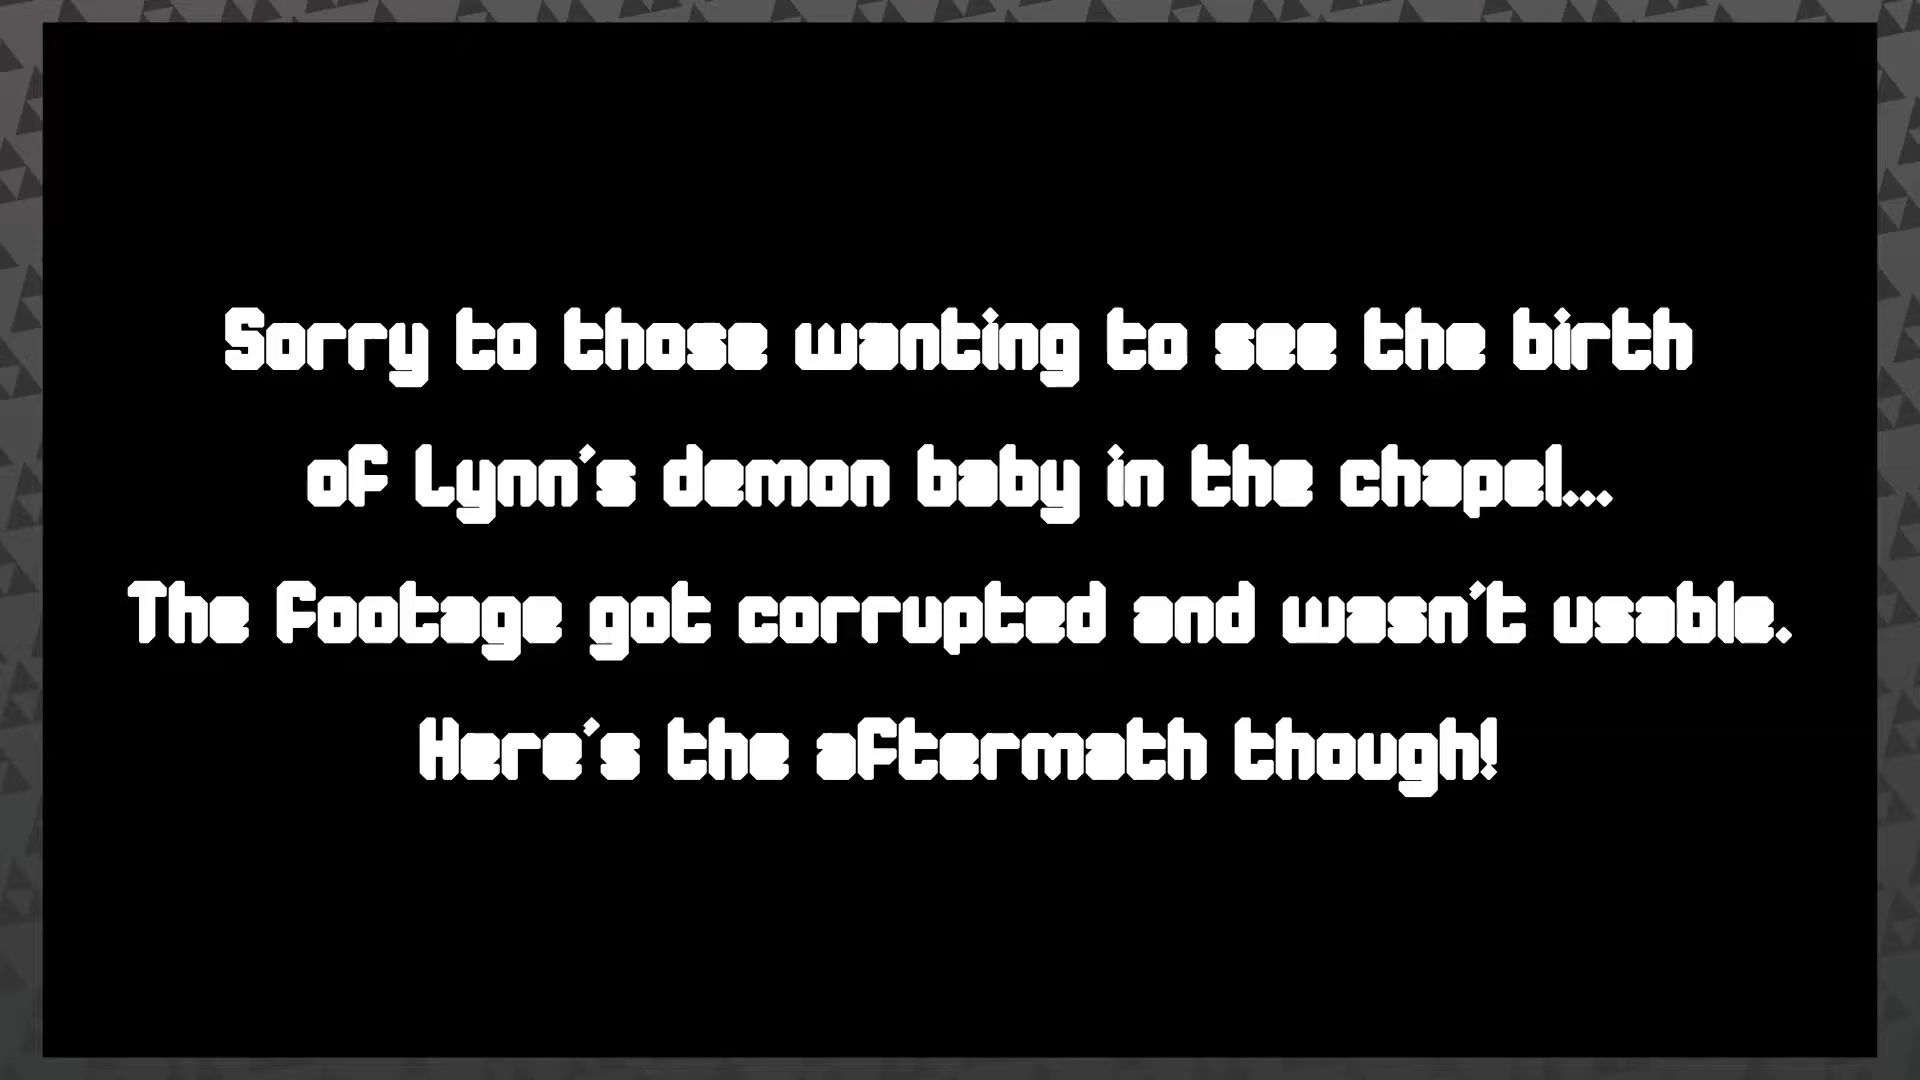 Sorry to those wanting to see the birth
of Lynn's demon baby in the chapel...
The footage got corrupted and wasn't usable.
Here's the aftermath though!